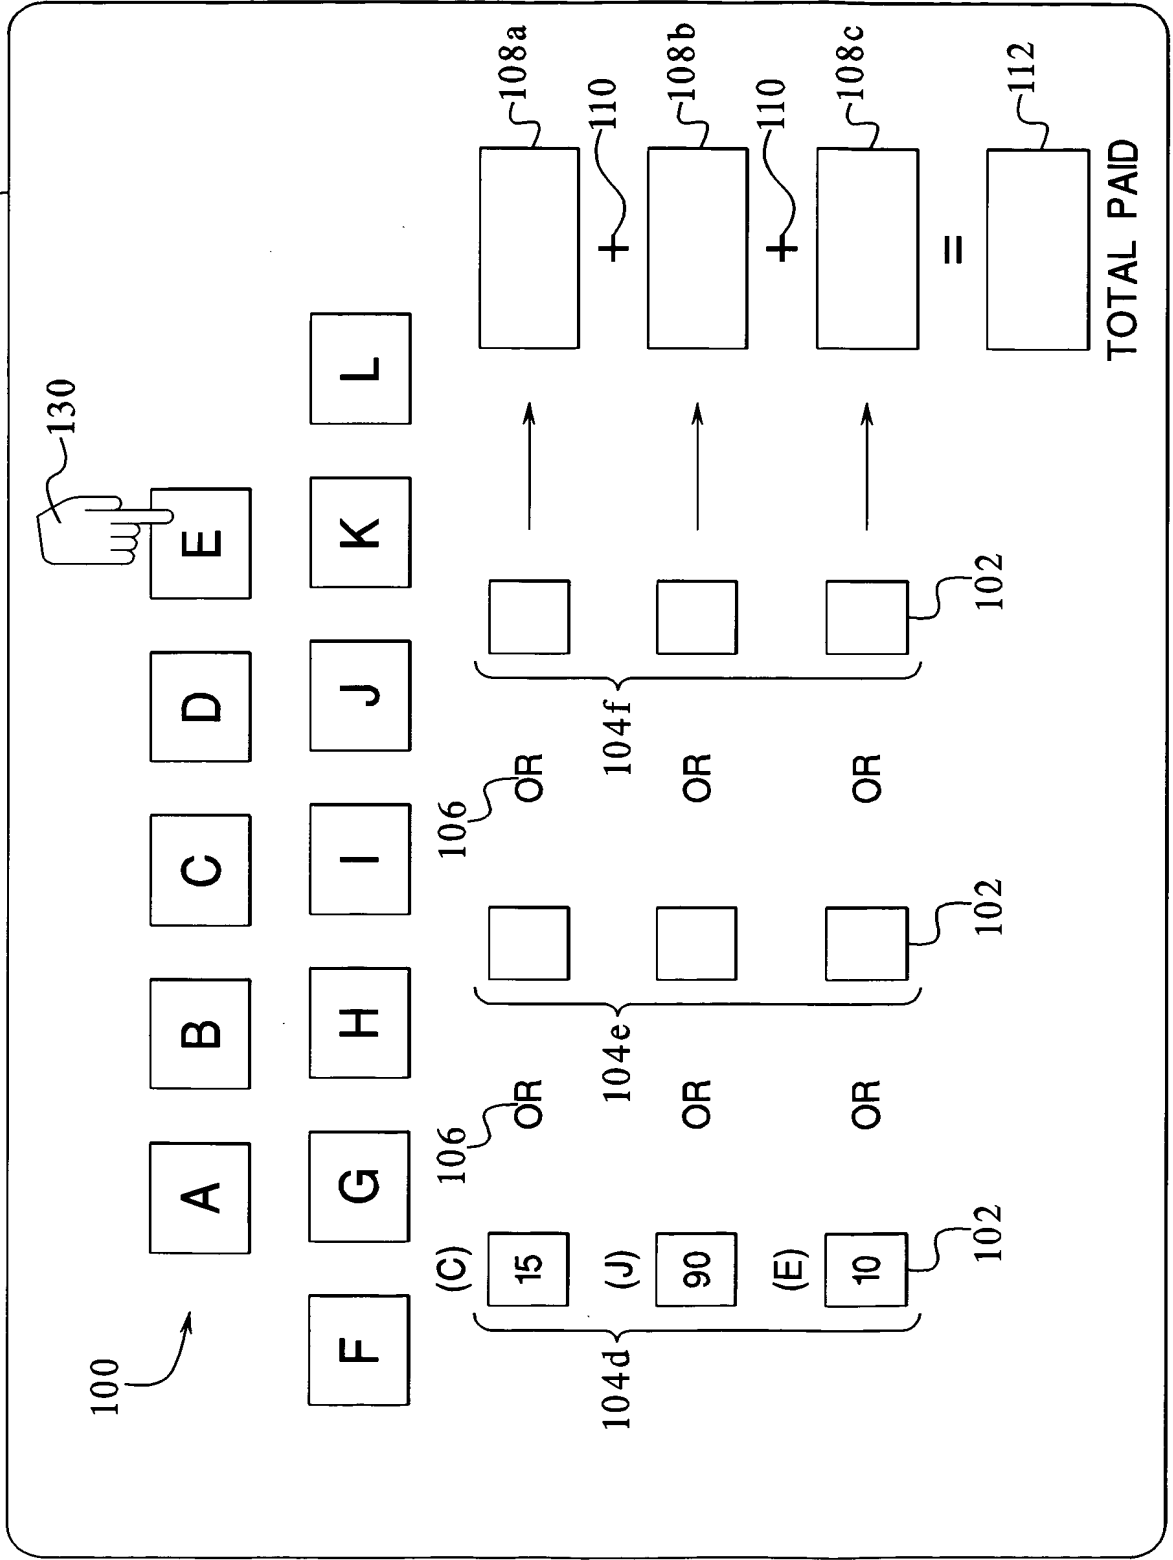 130
100
A B C D E
F G H I J K L
106 106
(C) 15 OR OR 108a
110
(J) 90 OR OR + 108b
104d 104e 104f
110
(E) 10 OR OR + 108c
102 102 102
=
112
TOTAL PAID